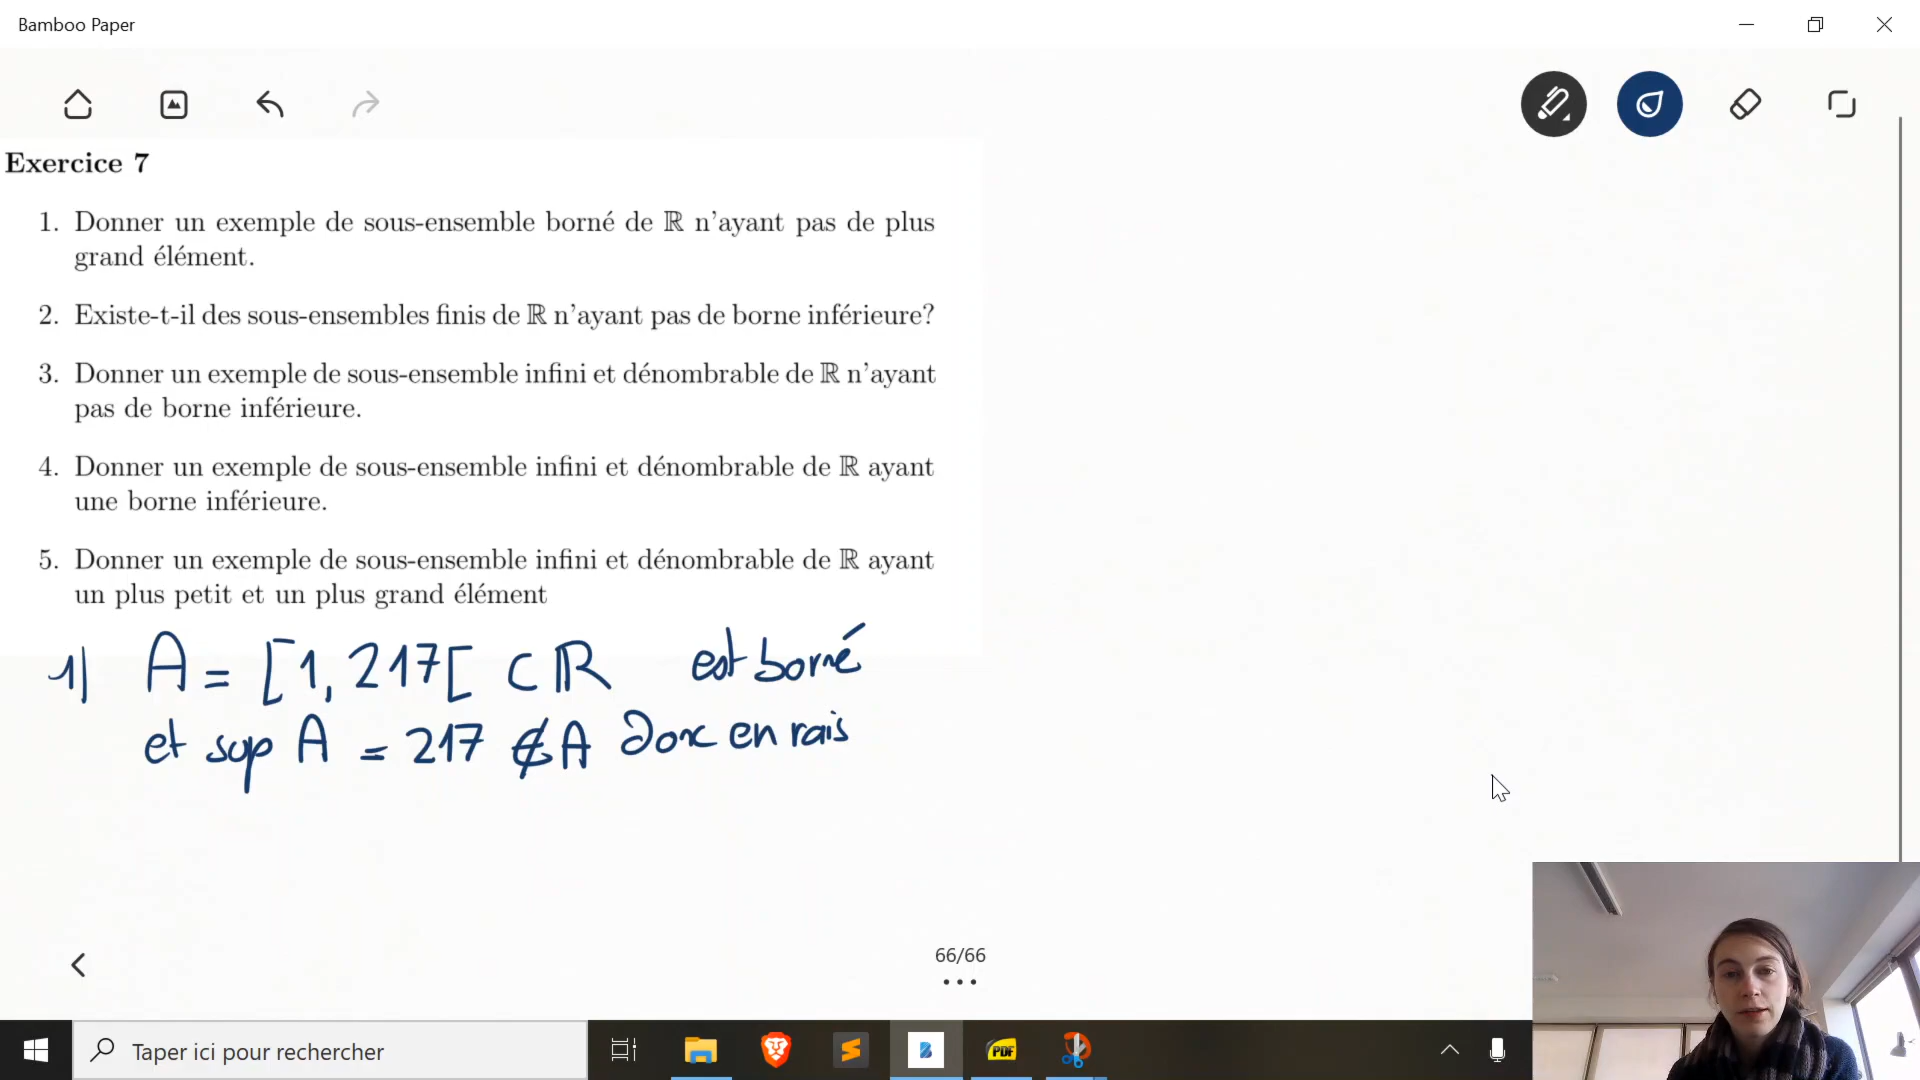 Bamboo Paper
Exercice 7
1. Donner un exemple de sous-ensemble borné de ℝ n'ayant pas de plus
grand élément.
2. Existe-t-il des sous-ensembles finis de ℝ n'ayant pas de borne inférieure?
3. Donner un exemple de sous-ensemble infini et dénombrable de ℝ n'ayant
pas de borne inférieure.
4. Donner un exemple de sous-ensemble infini et dénombrable de ℝ ayant
une borne inférieure.
5. Donner un exemple de sous-ensemble infini et dénombrable de ℝ ayant
un plus petit et un plus grand élément
1) A = [1, 217[ ⊂ ℝ est borné
et sup A = 217 ∉ A donc en rais
66/66
Taper ici pour rechercher
PDF